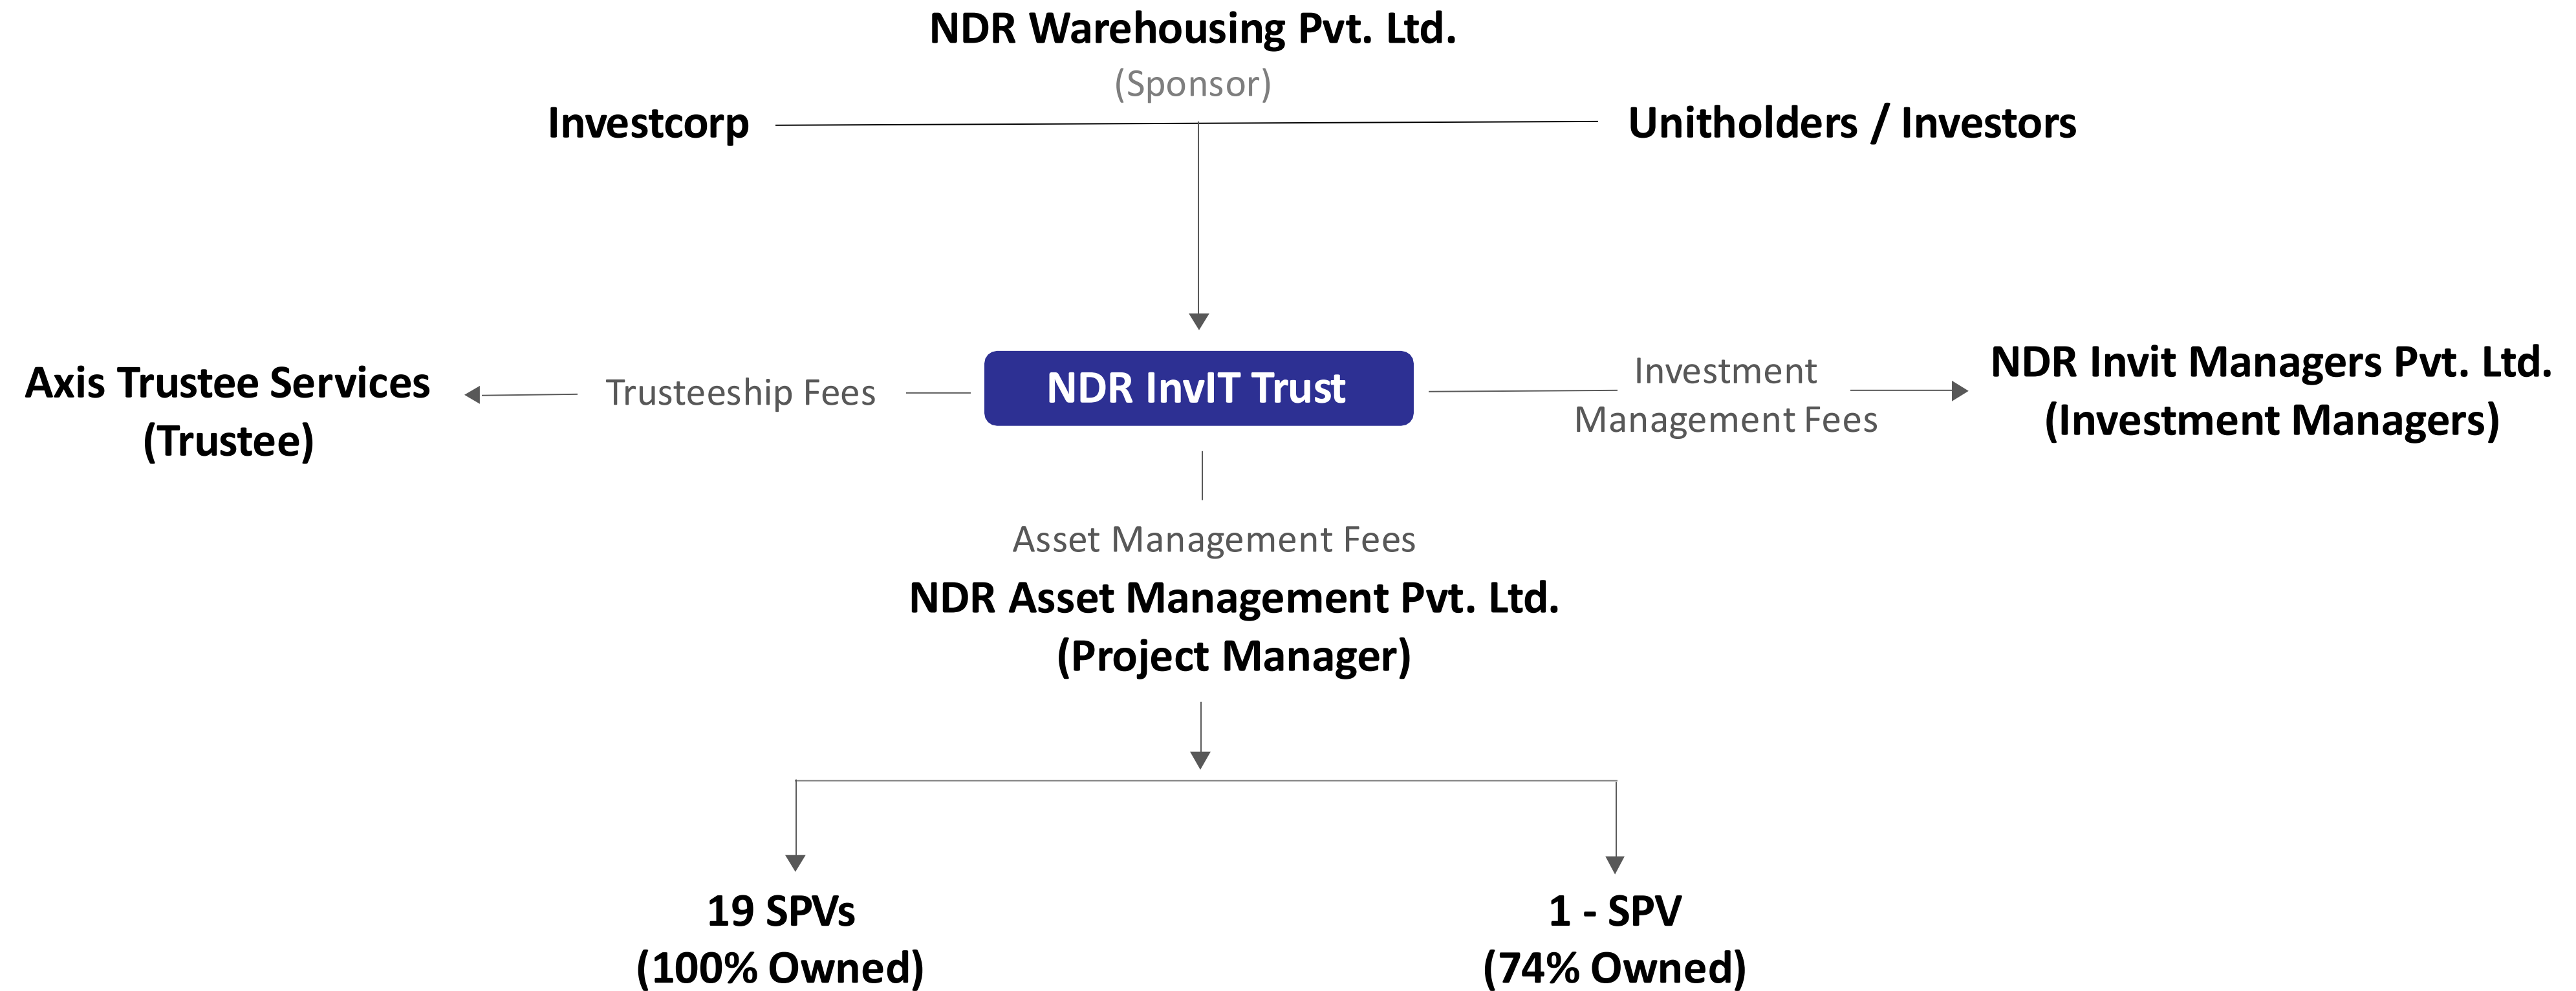 NDR Warehousing Pvt. Ltd.
(Sponsor)
Investcorp
Unitholders / Investors
Axis Trustee Services
(Trustee)
Trusteeship Fees
NDR InvIT Trust
Investment
Management Fees
NDR Invit Managers Pvt. Ltd.
(Investment Managers)
Asset Management Fees
NDR Asset Management Pvt. Ltd.
(Project Manager)
19 SPVs
(100% Owned)
1 - SPV
(74% Owned)